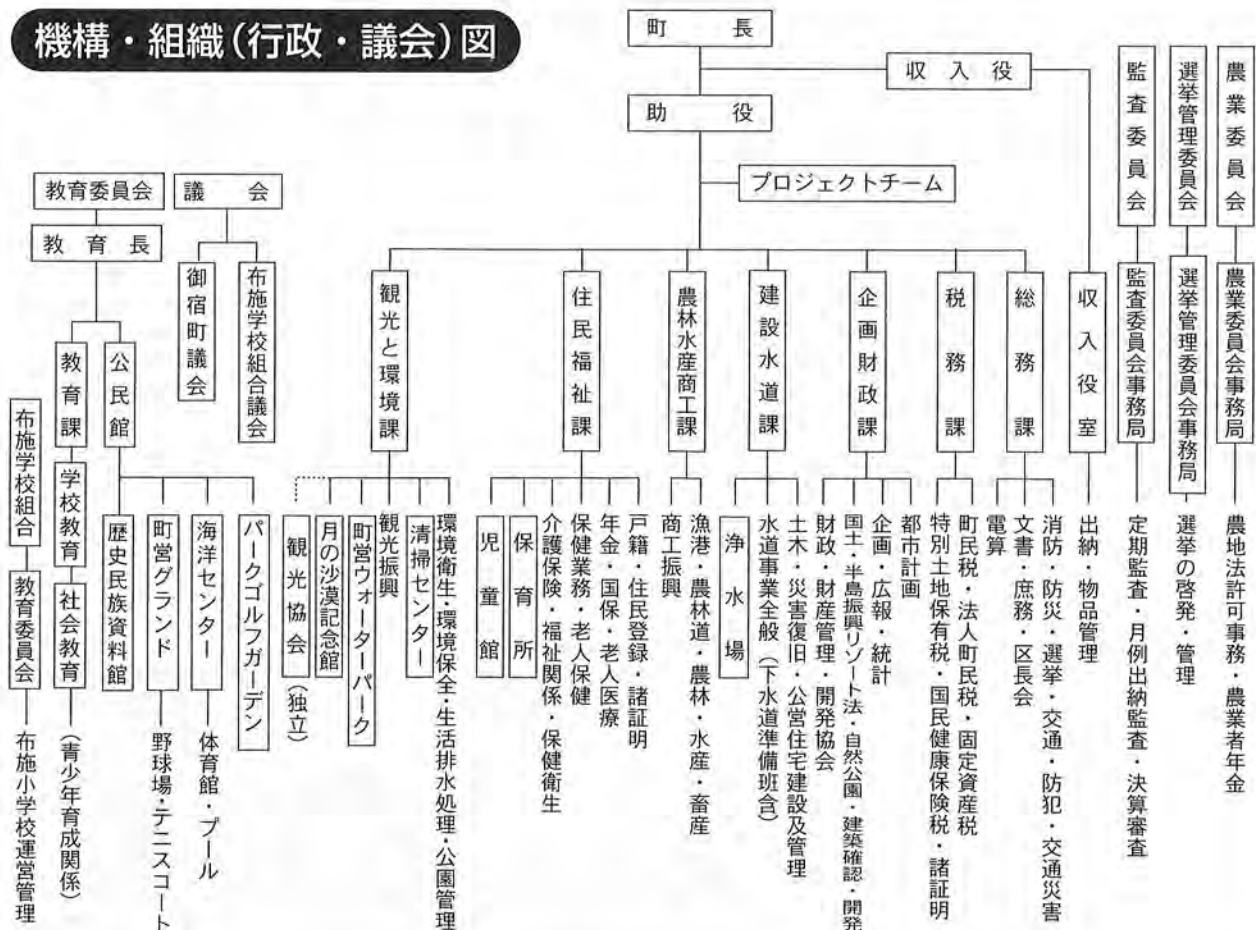 機構・組織(行政・議会)図
町長
収入役
助役
プロジェクトチーム
監査委員会
選挙管理委員会
農業委員会
教育委員会
議会
教育長
御宿町議会
布施学校組合議会
観光と環境課
住民福祉課
農林水産商工課
建設水道課
企画財政課
税務課
総務課
収入役室
監査委員会事務局
選挙管理委員会事務局
農業委員会事務局
教育課
公民館
布施学校組合
教育委員会
布施小学校運営管理
学校教育
社会教育
(青少年育成関係)
歴史民族資料館
町営グランド
野球場・テニスコート
海洋センター
体育館・プール
パークゴルフガーデン
観光協会
(独立)
月の沙漠記念館
町営ウォーターパーク
観光振興
清掃センター
環境衛生・環境保全・生活排水処理・公園管理
児童館
保育所
介護保険・福祉関係・保健衛生
保健業務・老人保健
年金・国保・老人医療
戸籍・住民登録・諸証明
商工振興
漁港・農林道・農林・水産・畜産
浄水場
水道事業全般(下水道準備班含)
土木・災害復旧・公営住宅建設及管理
財政・財産管理・開発協会
国土・半島振興リゾート法・自然公園・建築確認・開発
企画・広報・統計
都市計画
特別土地保有税・国民健康保険税・諸証明
町民税・法人町民税・固定資産税
電算
文書・庶務・区長会
消防・防災・選挙・交通・防犯・交通災害
出納・物品管理
定期監査・月例出納監査・決算審査
選挙の啓発・管理
農地法許可事務・農業者年金